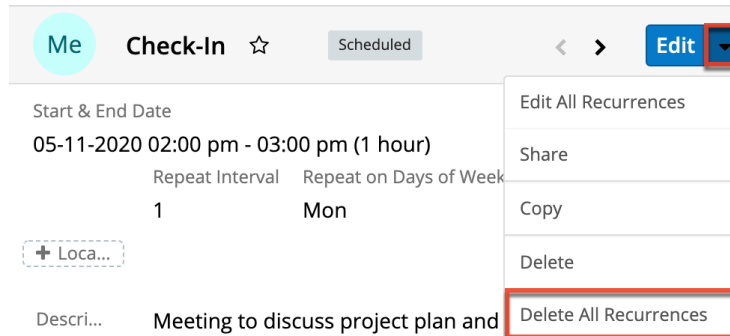 Me Check-In Scheduled Edit
Edit All Recurrences
Start & End Date
05-11-2020 02:00 pm - 03:00 pm (1 hour)
Share
Repeat Interval Repeat on Days of Week
1 Mon
Copy
+ Loca...
Delete
Descri... Meeting to discuss project plan and
Delete All Recurrences